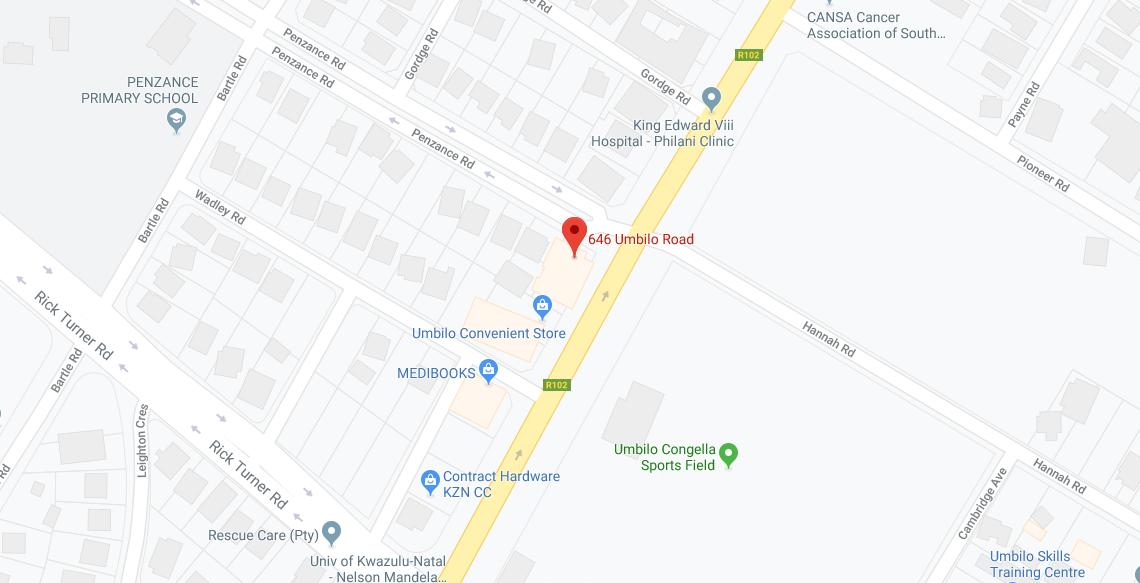 CANSA Cancer
Association of South...
Penzance Rd
Penzance Rd
Gordge Rd
R102
Bartle Rd
PENZANCE
PRIMARY SCHOOL
Gordge Rd
Payne Rd
King Edward Viii
Hospital - Philani Clinic
Penzance Rd
Pioneer Rd
Wadley Rd
Bartle Rd
646 Umbilo Road
Rick Turner Rd
Umbilo Convenient Store
Hannah Rd
Bartle Rd
MEDIBOOKS
R102
Leighton Cres
Umbilo Congella
Sports Field
Rick Turner Rd
Contract Hardware
KZN CC
Hannah Rd
Cambridge Ave
Rescue Care (Pty)
Univ of Kwazulu-Natal
- Nelson Mandela...
Umbilo Skills
Training Centre